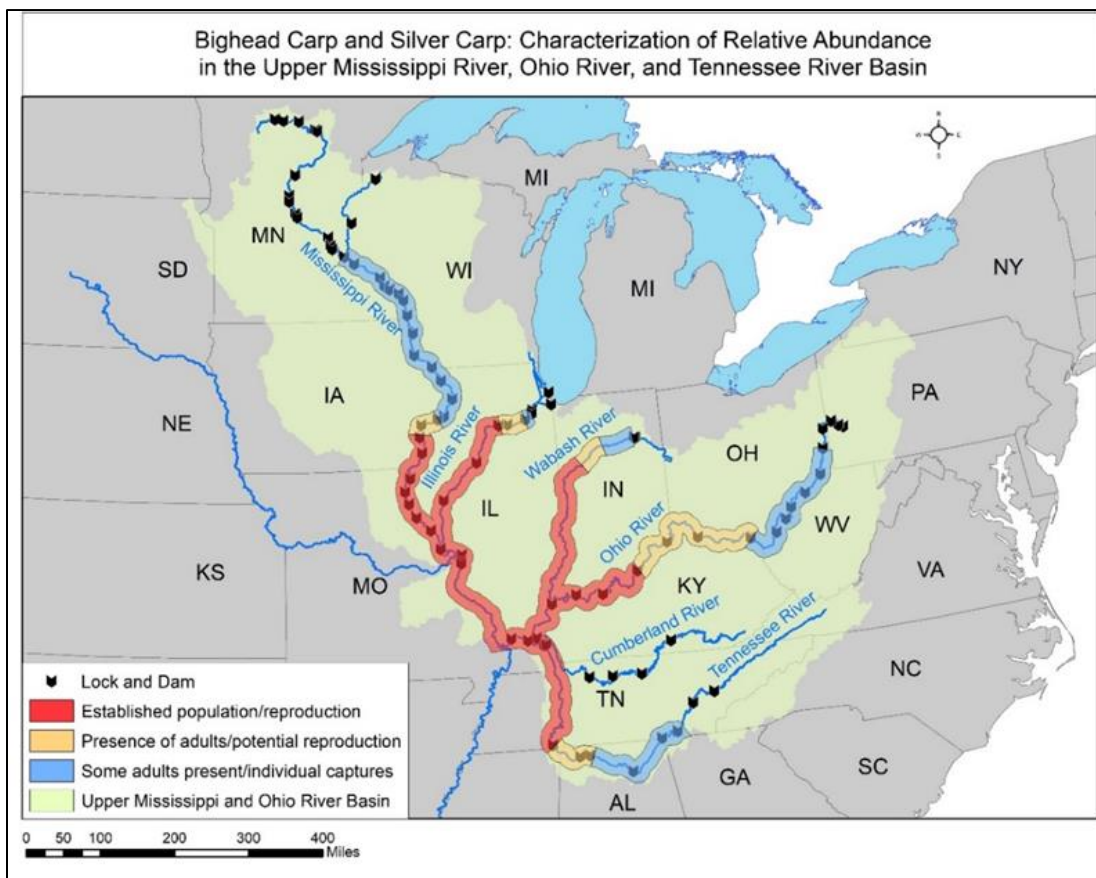 Bighead Carp and Silver Carp: Characterization of Relative Abundance
in the Upper Mississippi River, Ohio River, and Tennessee River Basin
N
W
E
S
MI
MN
SD
WI
Mississippi River
MI
NY
IA
PA
NE
Illinois River
Wabash River
OH
IN
IL
Ohio River
WV
KS
MO
KY
VA
Cumberland River
Tennessee River
NC
TN
SC
GA
AL
Lock and Dam
Established population/reproduction
Presence of adults/potential reproduction
Some adults present/individual captures
Upper Mississippi and Ohio River Basin
0 50 100 200 300 400
Miles